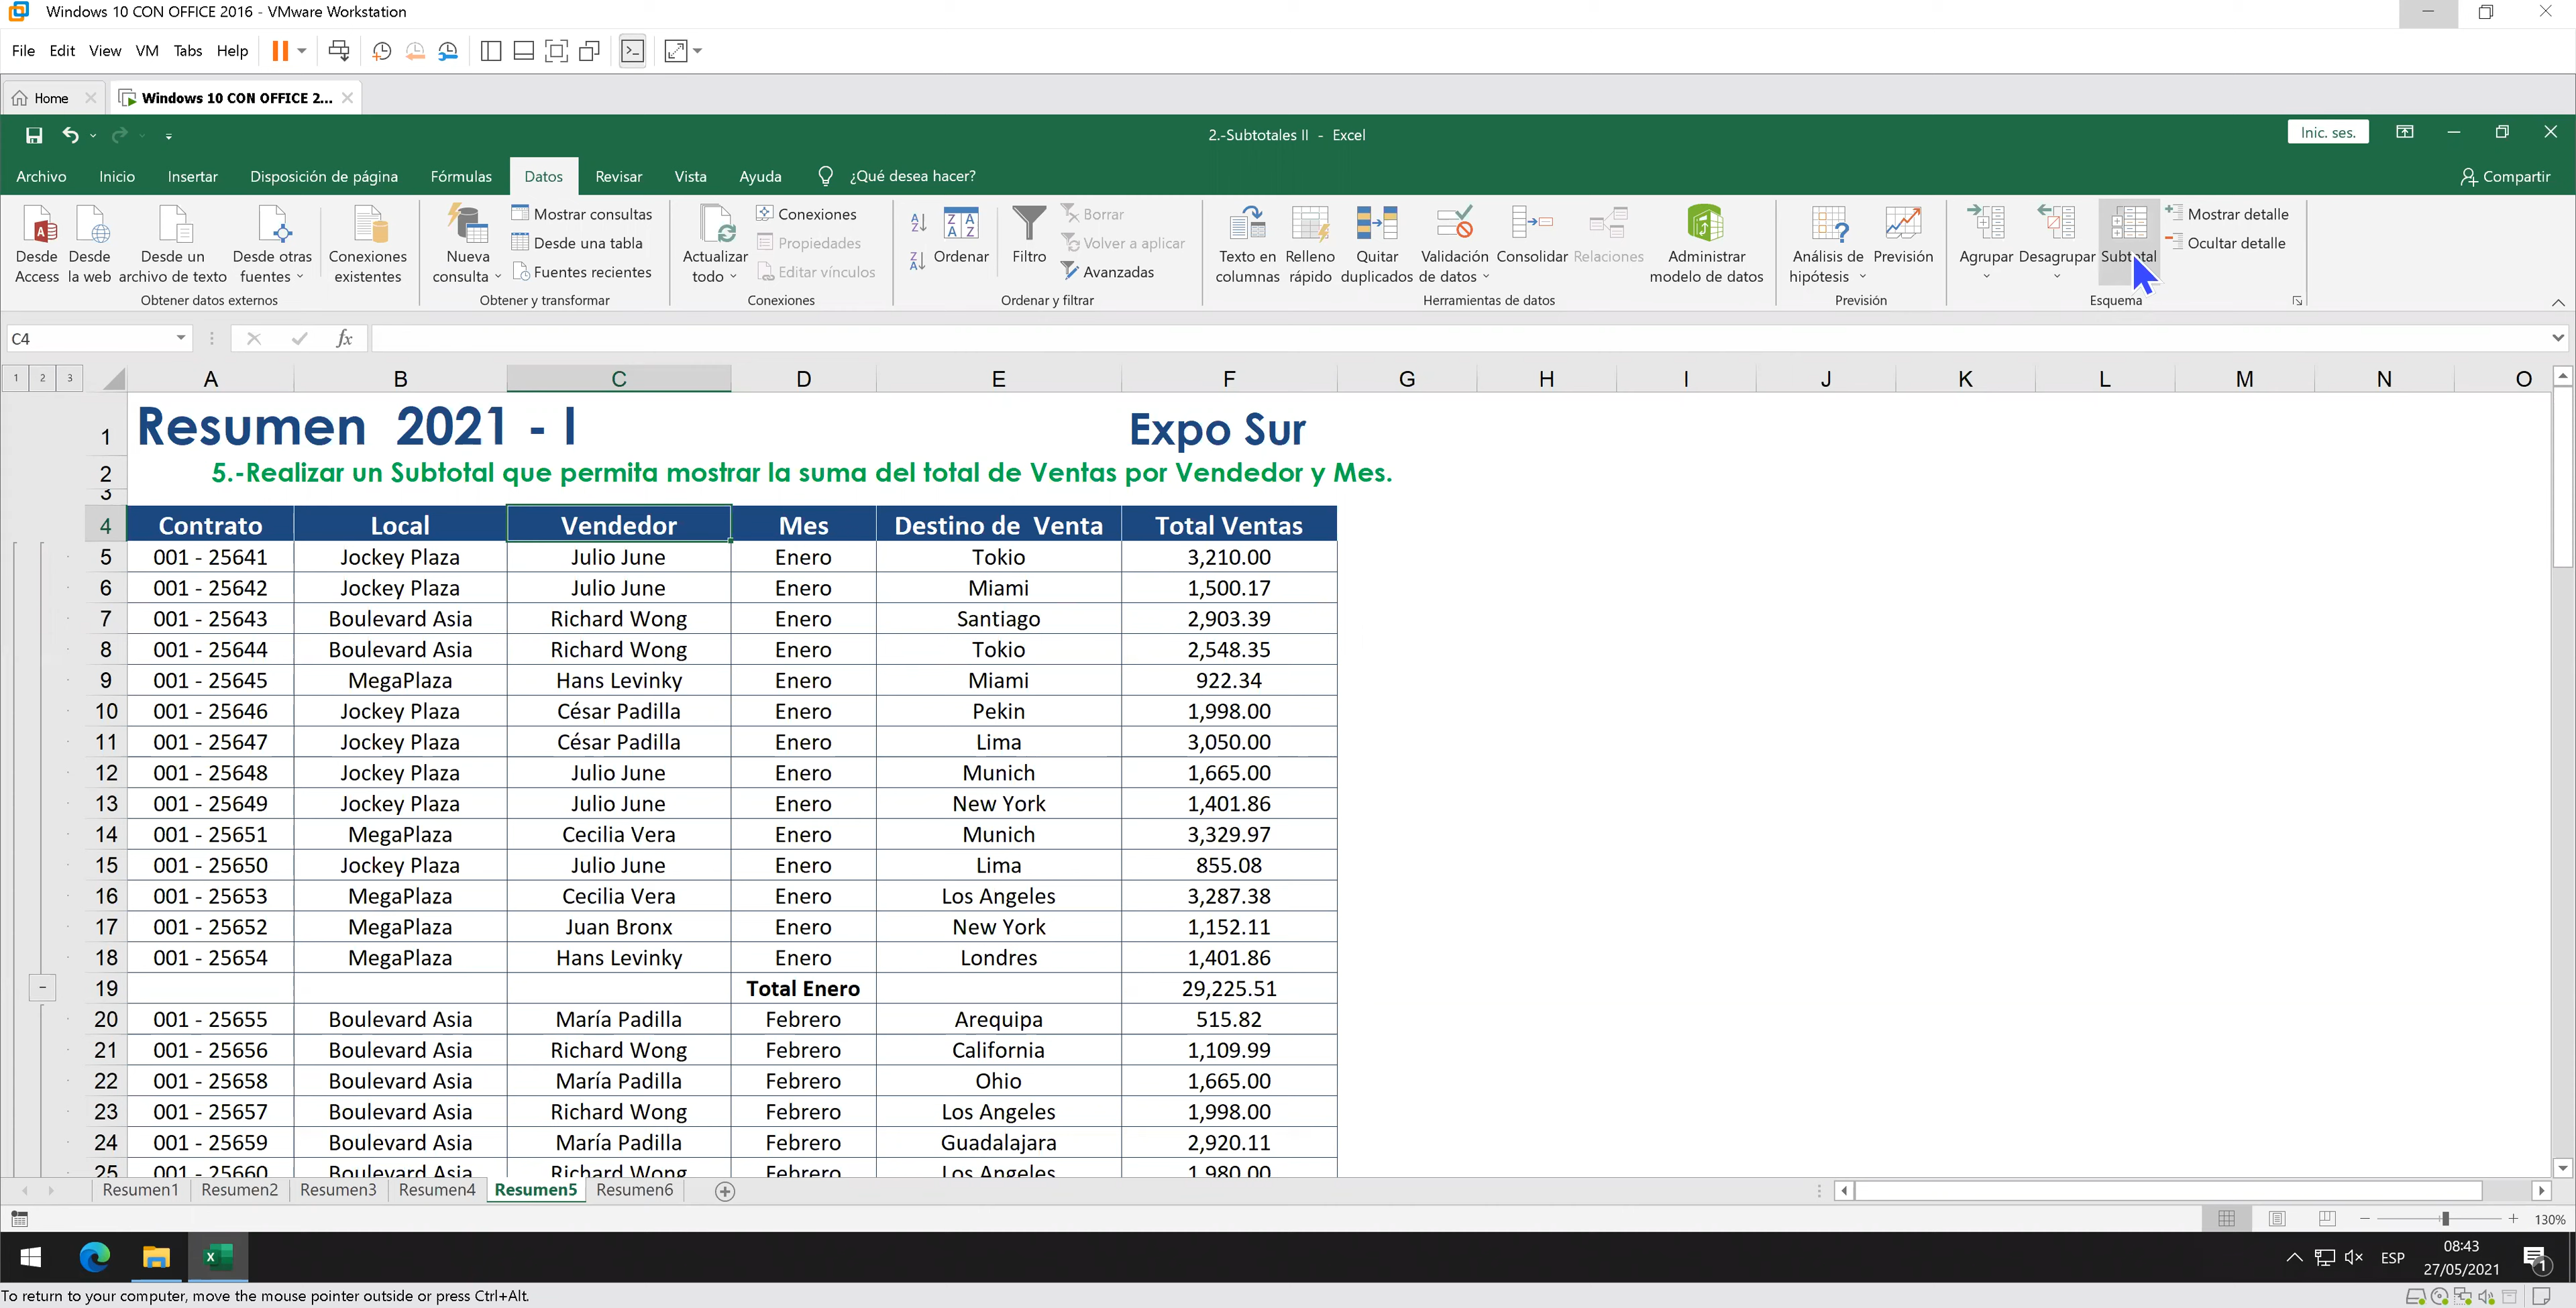 Windows 10 CON OFFICE 2016 - VMware Workstation
File Edit View VM Tabs Help
Home Windows 10 CON OFFICE 2...
2.-Subtotales II - Excel Inic. ses.
Archivo Inicio Insertar Disposición de página Fórmulas Datos Revisar Vista Ayuda ¿Qué desea hacer? Compartir
Desde Access
Desde la web
Desde un archivo de texto
Desde otras fuentes
Conexiones existentes
Obtener datos externos
Nueva consulta
Mostrar consultas
Desde una tabla
Fuentes recientes
Obtener y transformar
Actualizar todo
Conexiones
Propiedades
Editar vínculos
Conexiones
Ordenar
Filtro
Borrar
Volver a aplicar
Avanzadas
Ordenar y filtrar
Texto en columnas
Relleno rápido
Quitar duplicados
Validación de datos
Consolidar
Relaciones
Administrar modelo de datos
Herramientas de datos
Análisis de hipótesis
Previsión
Previsión
Agrupar
Desagrupar
Subtotal
Mostrar detalle
Ocultar detalle
Esquema
C4 fx
1 2 3 A B C D E F G H I J K L M N O
1 Resumen 2021 - I Expo Sur
2 5.-Realizar un Subtotal que permita mostrar la suma del total de Ventas por Vendedor y Mes.
3
4 Contrato Local Vendedor Mes Destino de Venta Total Ventas
5 001 - 25641 Jockey Plaza Julio June Enero Tokio 3,210.00
6 001 - 25642 Jockey Plaza Julio June Enero Miami 1,500.17
7 001 - 25643 Boulevard Asia Richard Wong Enero Santiago 2,903.39
8 001 - 25644 Boulevard Asia Richard Wong Enero Tokio 2,548.35
9 001 - 25645 MegaPlaza Hans Levinky Enero Miami 922.34
10 001 - 25646 Jockey Plaza César Padilla Enero Pekin 1,998.00
11 001 - 25647 Jockey Plaza César Padilla Enero Lima 3,050.00
12 001 - 25648 Jockey Plaza Julio June Enero Munich 1,665.00
13 001 - 25649 Jockey Plaza Julio June Enero New York 1,401.86
14 001 - 25651 MegaPlaza Cecilia Vera Enero Munich 3,329.97
15 001 - 25650 Jockey Plaza Julio June Enero Lima 855.08
16 001 - 25653 MegaPlaza Cecilia Vera Enero Los Angeles 3,287.38
17 001 - 25652 MegaPlaza Juan Bronx Enero New York 1,152.11
18 001 - 25654 MegaPlaza Hans Levinky Enero Londres 1,401.86
19 Total Enero 29,225.51
20 001 - 25655 Boulevard Asia María Padilla Febrero Arequipa 515.82
21 001 - 25656 Boulevard Asia Richard Wong Febrero California 1,109.99
22 001 - 25658 Boulevard Asia María Padilla Febrero Ohio 1,665.00
23 001 - 25657 Boulevard Asia Richard Wong Febrero Los Angeles 1,998.00
24 001 - 25659 Boulevard Asia María Padilla Febrero Guadalajara 2,920.11
25 001 - 25660 Boulevard Asia Richard Wong Febrero Los Angeles 1,980.00
Resumen1 Resumen2 Resumen3 Resumen4 Resumen5 Resumen6
130%
ESP 08:43
27/05/2021 1
To return to your computer, move the mouse pointer outside or press Ctrl+Alt.